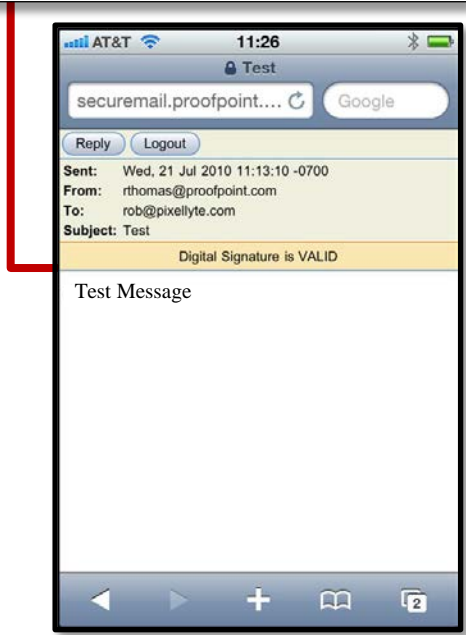 AT&T 11:26
Test
securemail.proofpoint.... Google
Reply Logout
Sent: Wed, 21 Jul 2010 11:13:10 -0700
From: rthomas@proofpoint.com
To: rob@pixellyte.com
Subject: Test
Digital Signature is VALID
Test Message
2